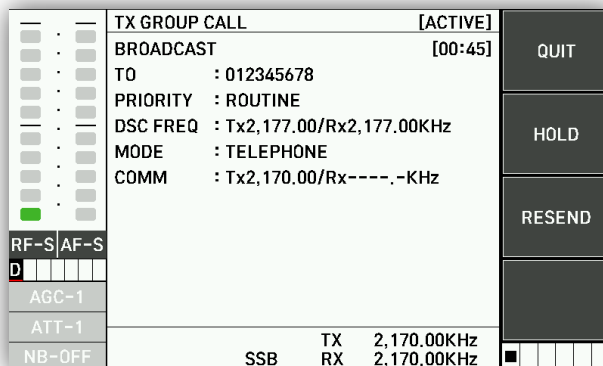 TX GROUP CALL [ACTIVE]
BROADCAST [00:45]
TO : 012345678
PRIORITY : ROUTINE
DSC FREQ : Tx2,177.00/Rx2,177.00KHz
MODE : TELEPHONE
COMM : Tx2,170.00/Rx----.-KHz
QUIT
HOLD
RESEND
RF-S AF-S
D
AGC-1
ATT-1
NB-OFF
TX 2,170.00KHz
SSB RX 2,170.00KHz